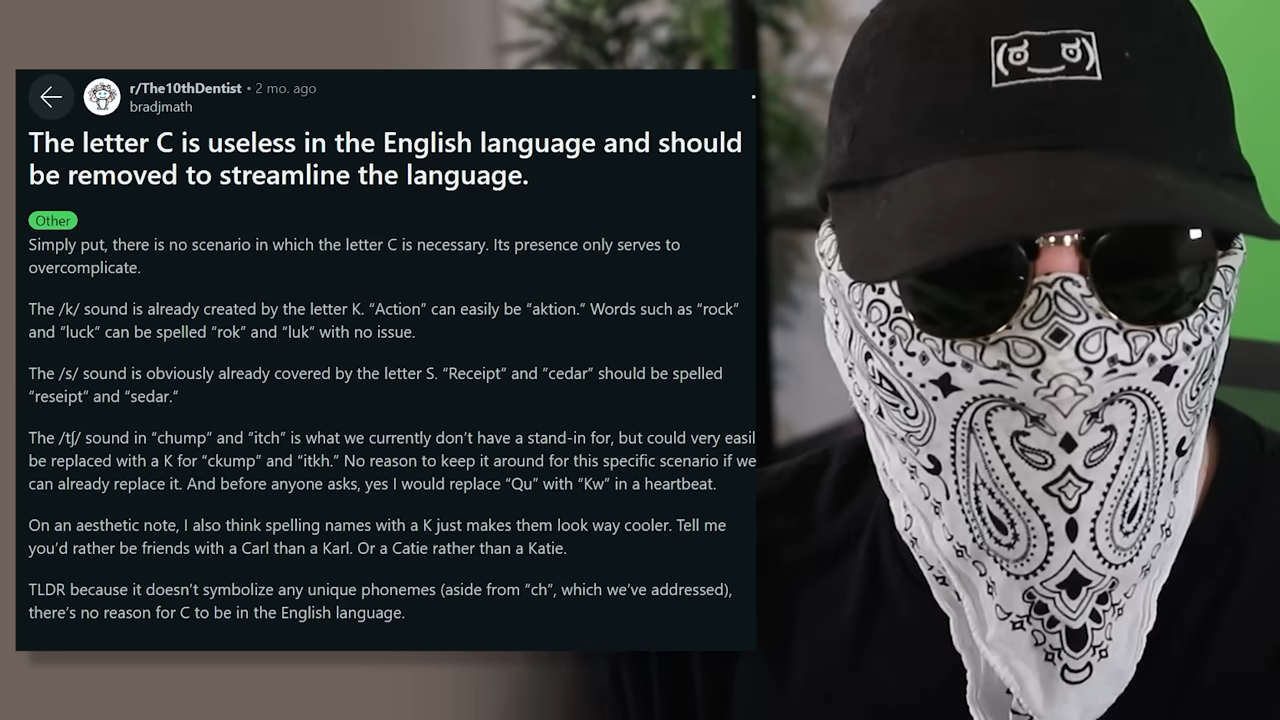 r/The10thDentist • 2 mo. ago
bradjmath
The letter C is useless in the English language and should
be removed to streamline the language.
Other
Simply put, there is no scenario in which the letter C is necessary. Its presence only serves to
overcomplicate.
The /k/ sound is already created by the letter K. “Action” can easily be “aktion.” Words such as “rock”
and “luck” can be spelled “rok” and “luk” with no issue.
The /s/ sound is obviously already covered by the letter S. “Receipt” and “cedar” should be spelled
“reseipt” and “sedar.”
The /tʃ/ sound in “chump” and “itch” is what we currently don’t have a stand-in for, but could very easil
be replaced with a K for “ckump” and “itkh.” No reason to keep it around for this specific scenario if we
can already replace it. And before anyone asks, yes I would replace “Qu” with “Kw” in a heartbeat.
On an aesthetic note, I also think spelling names with a K just makes them look way cooler. Tell me
you’d rather be friends with a Carl than a Karl. Or a Catie rather than a Katie.
TLDR because it doesn’t symbolize any unique phonemes (aside from “ch”, which we’ve addressed),
there’s no reason for C to be in the English language.